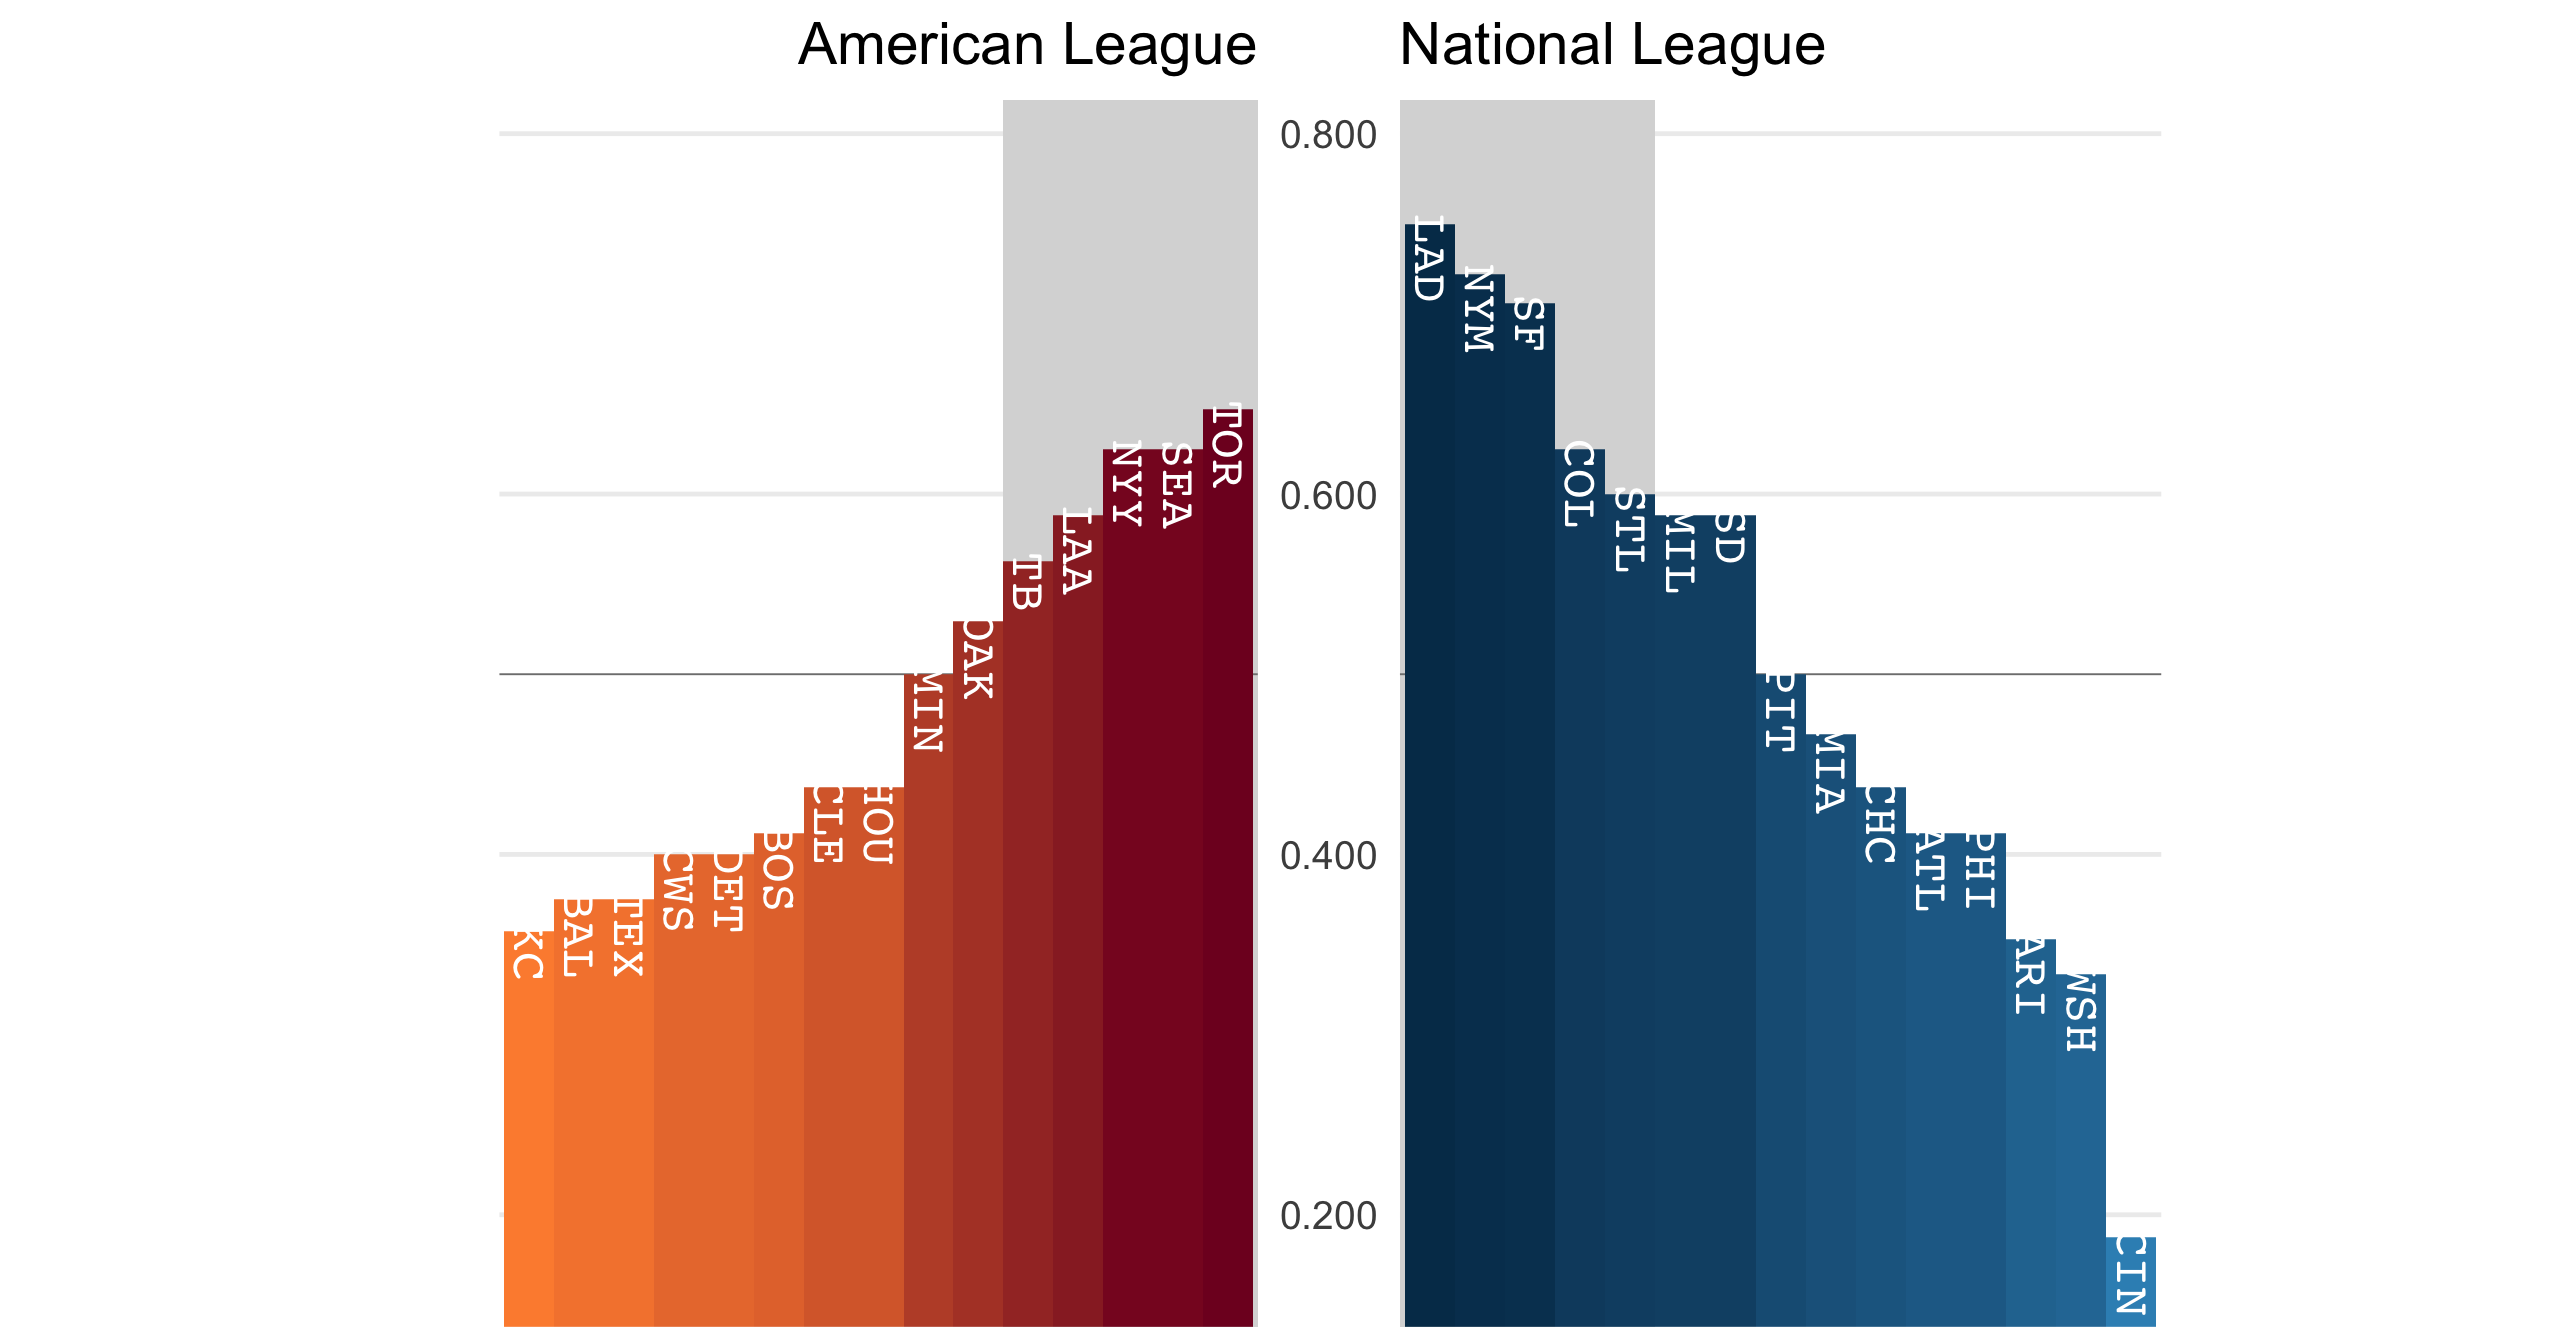 American League
National League
0.800
0.600
0.400
0.200
KC
BAL
TEX
CWS
DET
BOS
CLE
HOU
MIN
OAK
TB
LAA
NYY
SEA
TOR
LAD
NYM
SF
COL
STL
MIL
SD
PIT
MIA
CHC
ATL
PHI
ARI
WSH
CIN